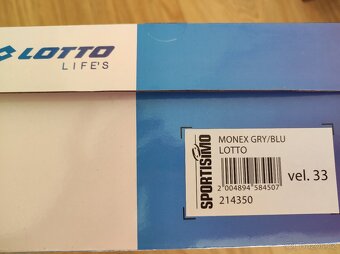 LOTTO
LIFE'S
SPORTISIMO
MONEX GRY/BLU
LOTTO
2 004894 584507
214350
vel. 33